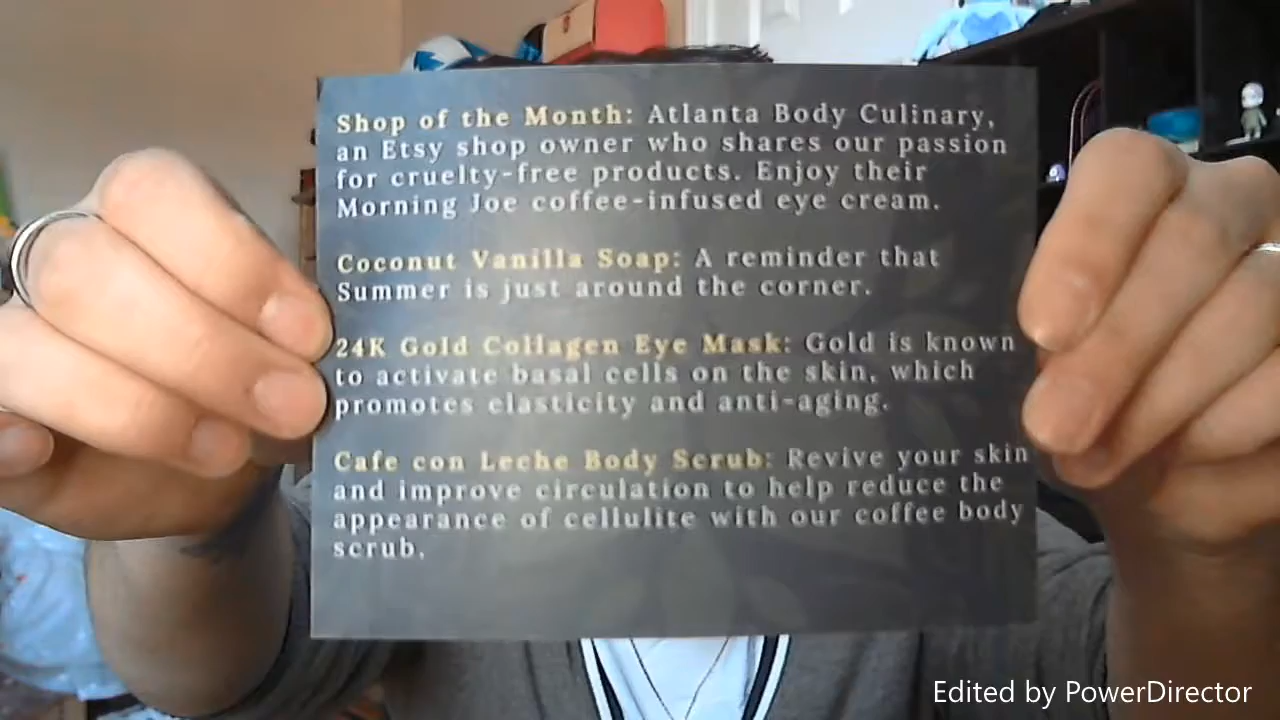 Shop of the Month: Atlanta Body Culinary,
an Etsy shop owner who shares our passion
for cruelty-free products. Enjoy their
Morning Joe coffee-infused eye cream.
Coconut Vanilla Soap: A reminder that
Summer is just around the corner.
24K Gold Collagen Eye Mask: Gold is known
to activate basal cells on the skin, which
promotes elasticity and anti-aging.
Cafe con Leche Body Scrub: Revive your skin
and improve circulation to help reduce the
appearance of cellulite with our coffee body
scrub.
Edited by PowerDirector